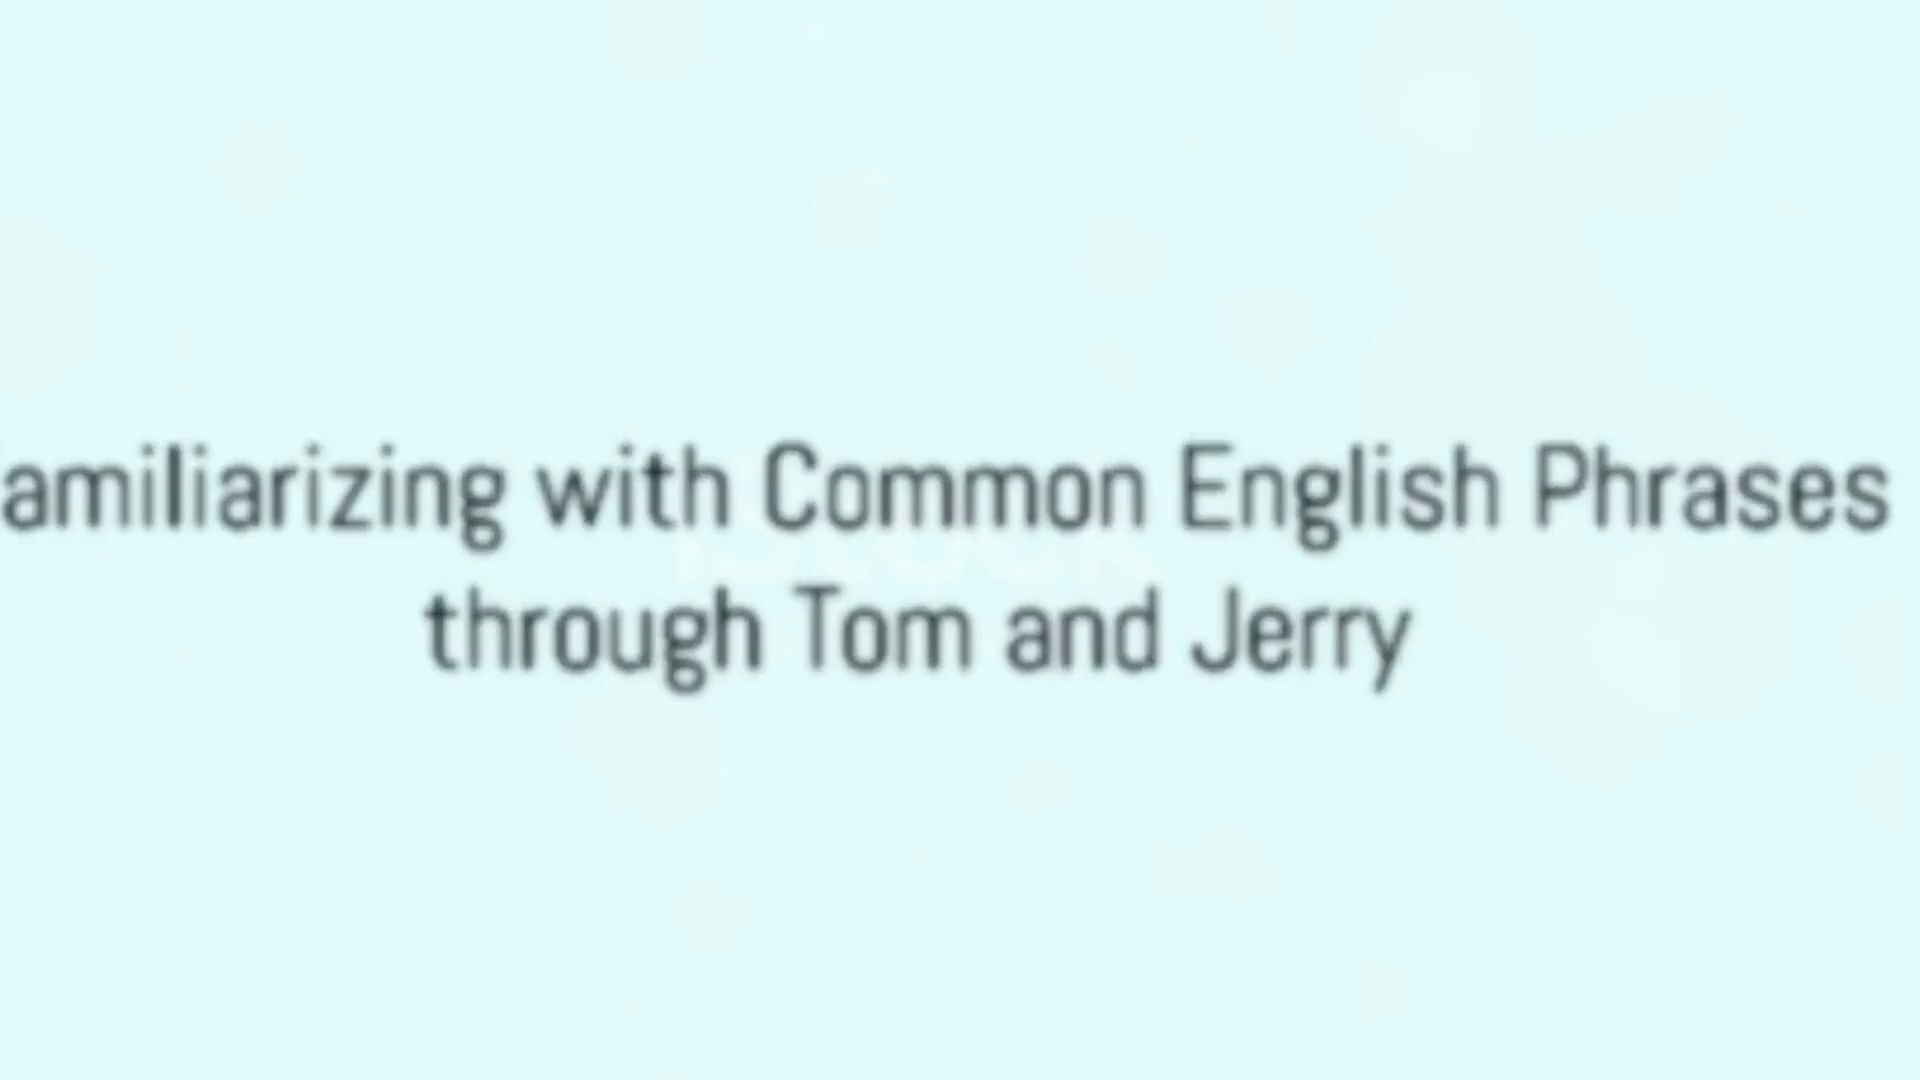 amiliarizing with Common English Phrases
through Tom and Jerry